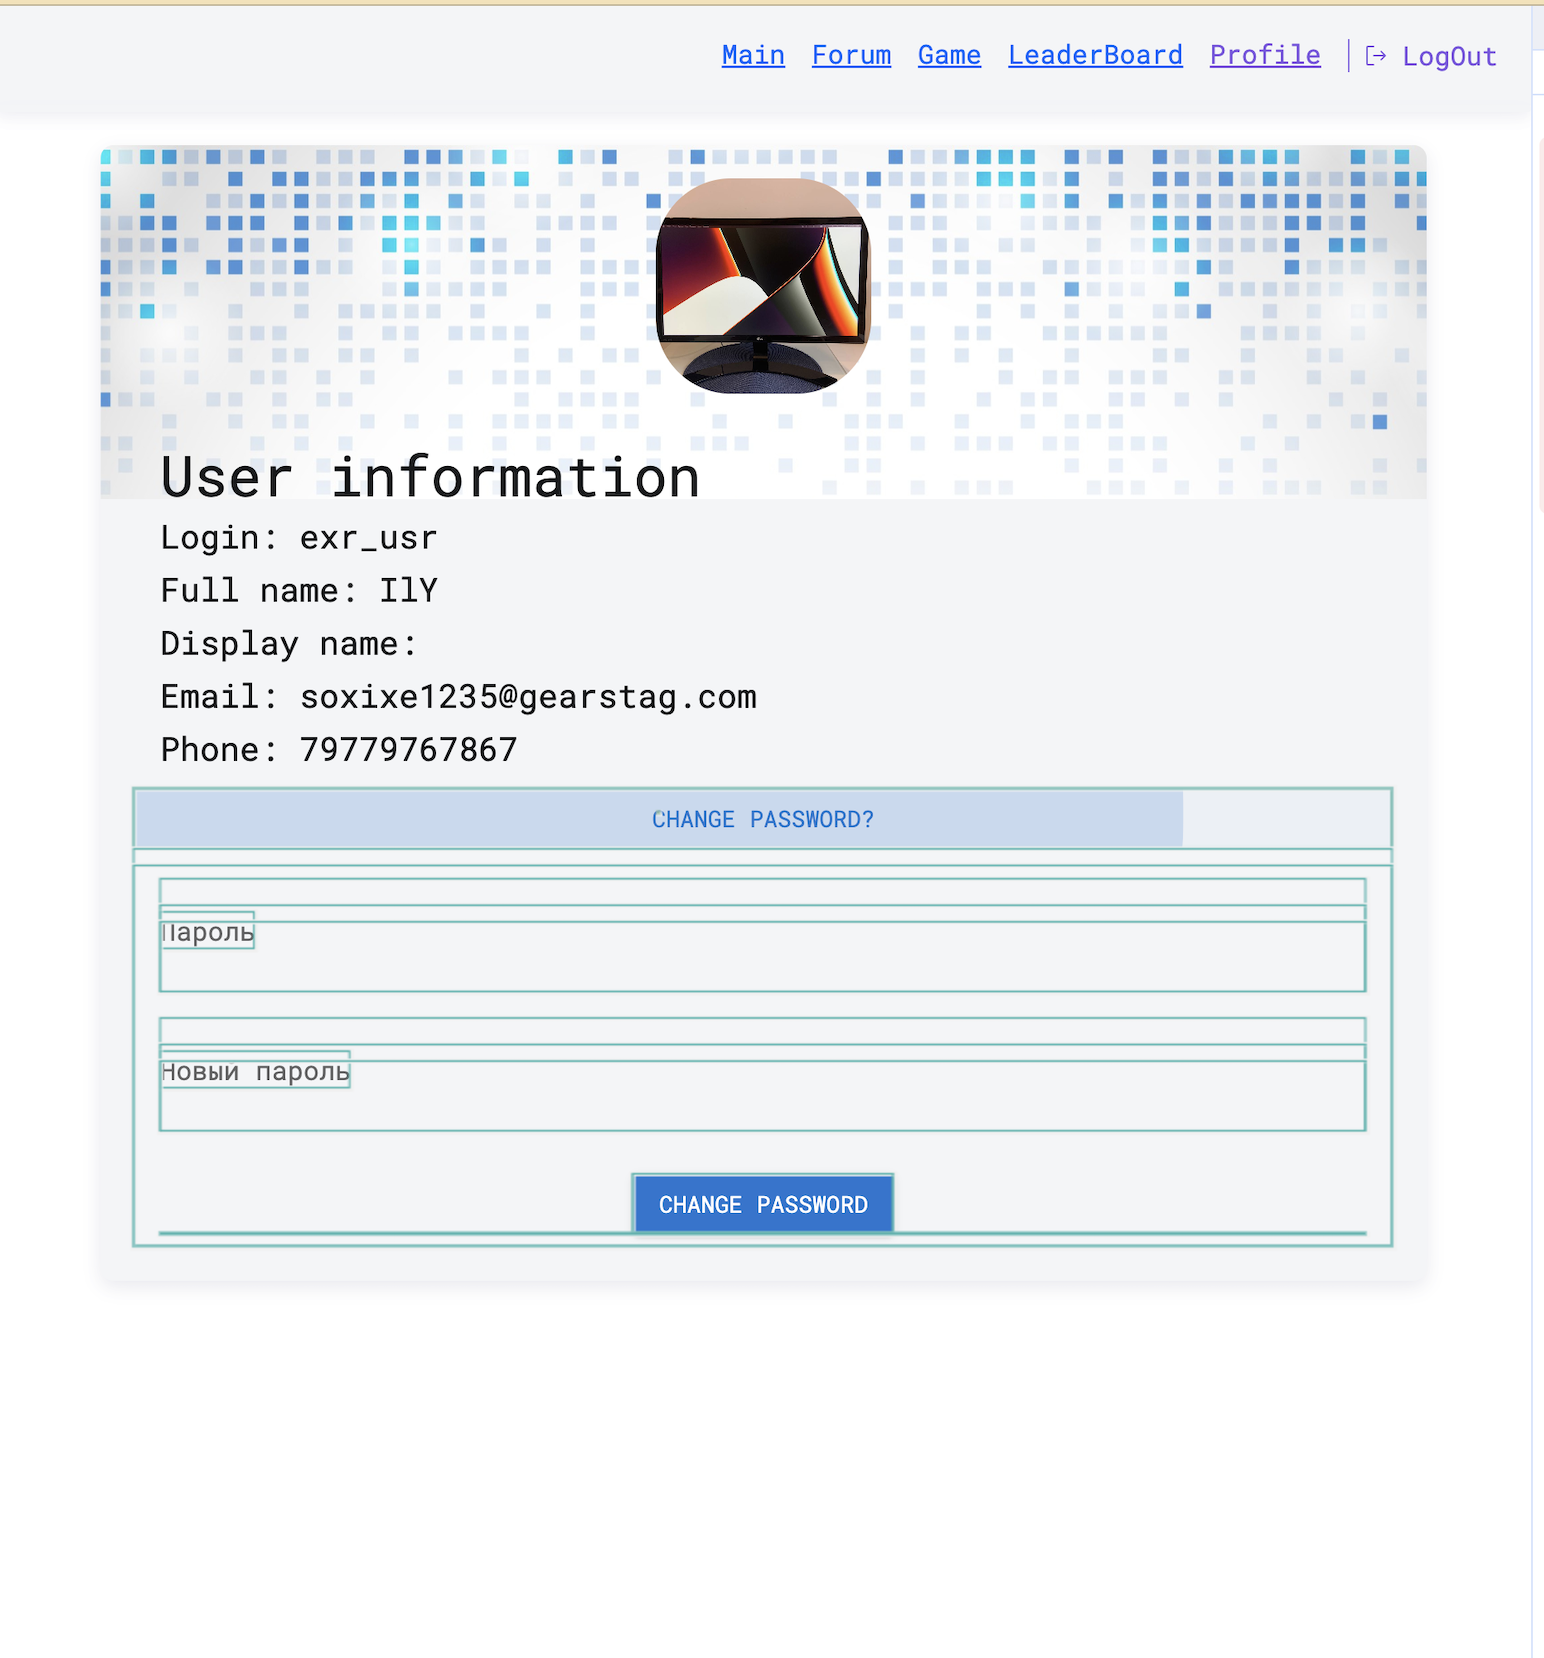 Main Forum Game LeaderBoard Profile LogOut
User information
Login: exr_usr
Full name: IlY
Display name:
Email: soxixe1235@gearstag.com
Phone: 79779767867
CHANGE PASSWORD?
Пароль
Новый пароль
CHANGE PASSWORD